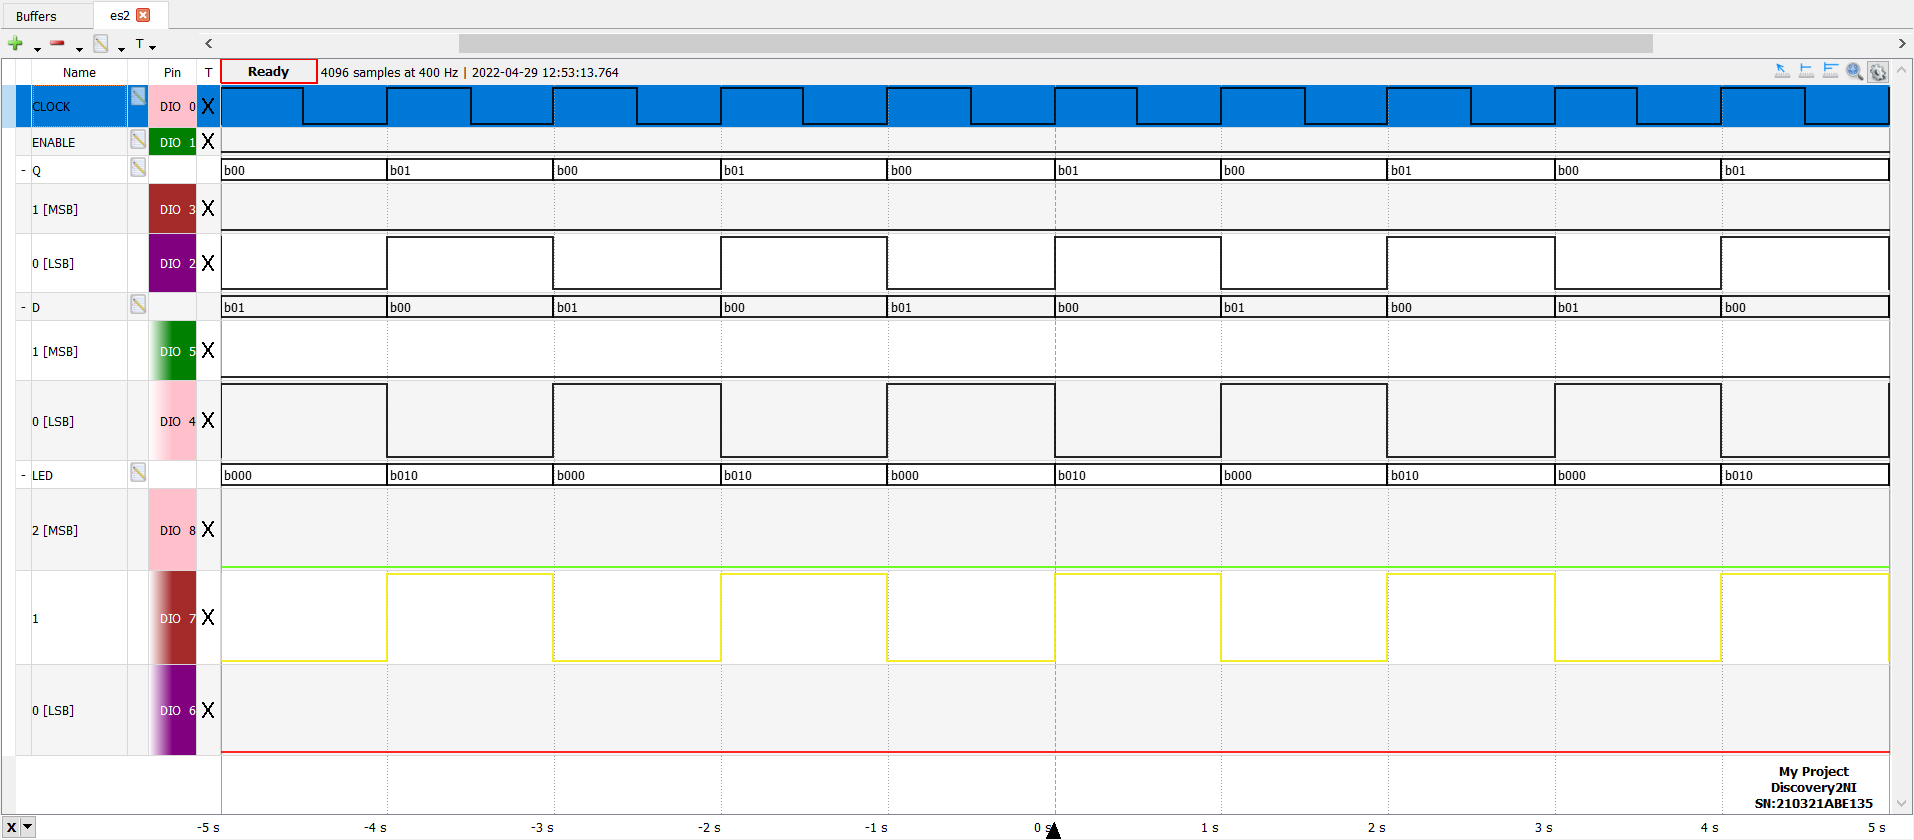 Buffers es2
T
Name Pin T Ready 4096 samples at 400 Hz | 2022-04-29 12:53:13.764
CLOCK DIO 0 X
ENABLE DIO 1 X
- Q b00 b01 b00 b01 b00 b01 b00 b01 b00 b01
1 [MSB] DIO 3 X
0 [LSB] DIO 2 X
- D b01 b00 b01 b00 b01 b00 b01 b00 b01 b00
1 [MSB] DIO 5 X
0 [LSB] DIO 4 X
- LED b000 b010 b000 b010 b000 b010 b000 b010 b000 b010
2 [MSB] DIO 8 X
1 DIO 7 X
0 [LSB] DIO 6 X
My Project
Discovery2NI
SN:210321ABE135
X -5 s -4 s -3 s -2 s -1 s 0 s 1 s 2 s 3 s 4 s 5 s